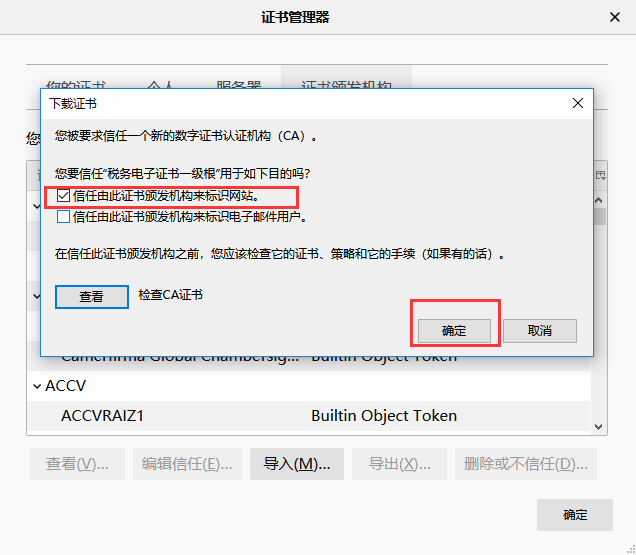 证书管理器
您的证书 个人 服务器 证书颁发机构
下载证书
您被要求信任一个新的数字证书认证机构（CA）。
您要信任“税务电子证书一级根”用于如下目的吗?
信任由此证书颁发机构来标识网站。
信任由此证书颁发机构来标识电子邮件用户。
在信任此证书颁发机构之前，您应该检查它的证书、策略和它的手续（如果有的话）。
查看 检查CA证书
确定 取消
Camerfirma Global Chambersig... Builtin Object Token
ACCV
ACCVRAIZ1 Builtin Object Token
查看(V)... 编辑信任(E)... 导入(M)... 导出(X)... 删除或不信任(D)...
确定